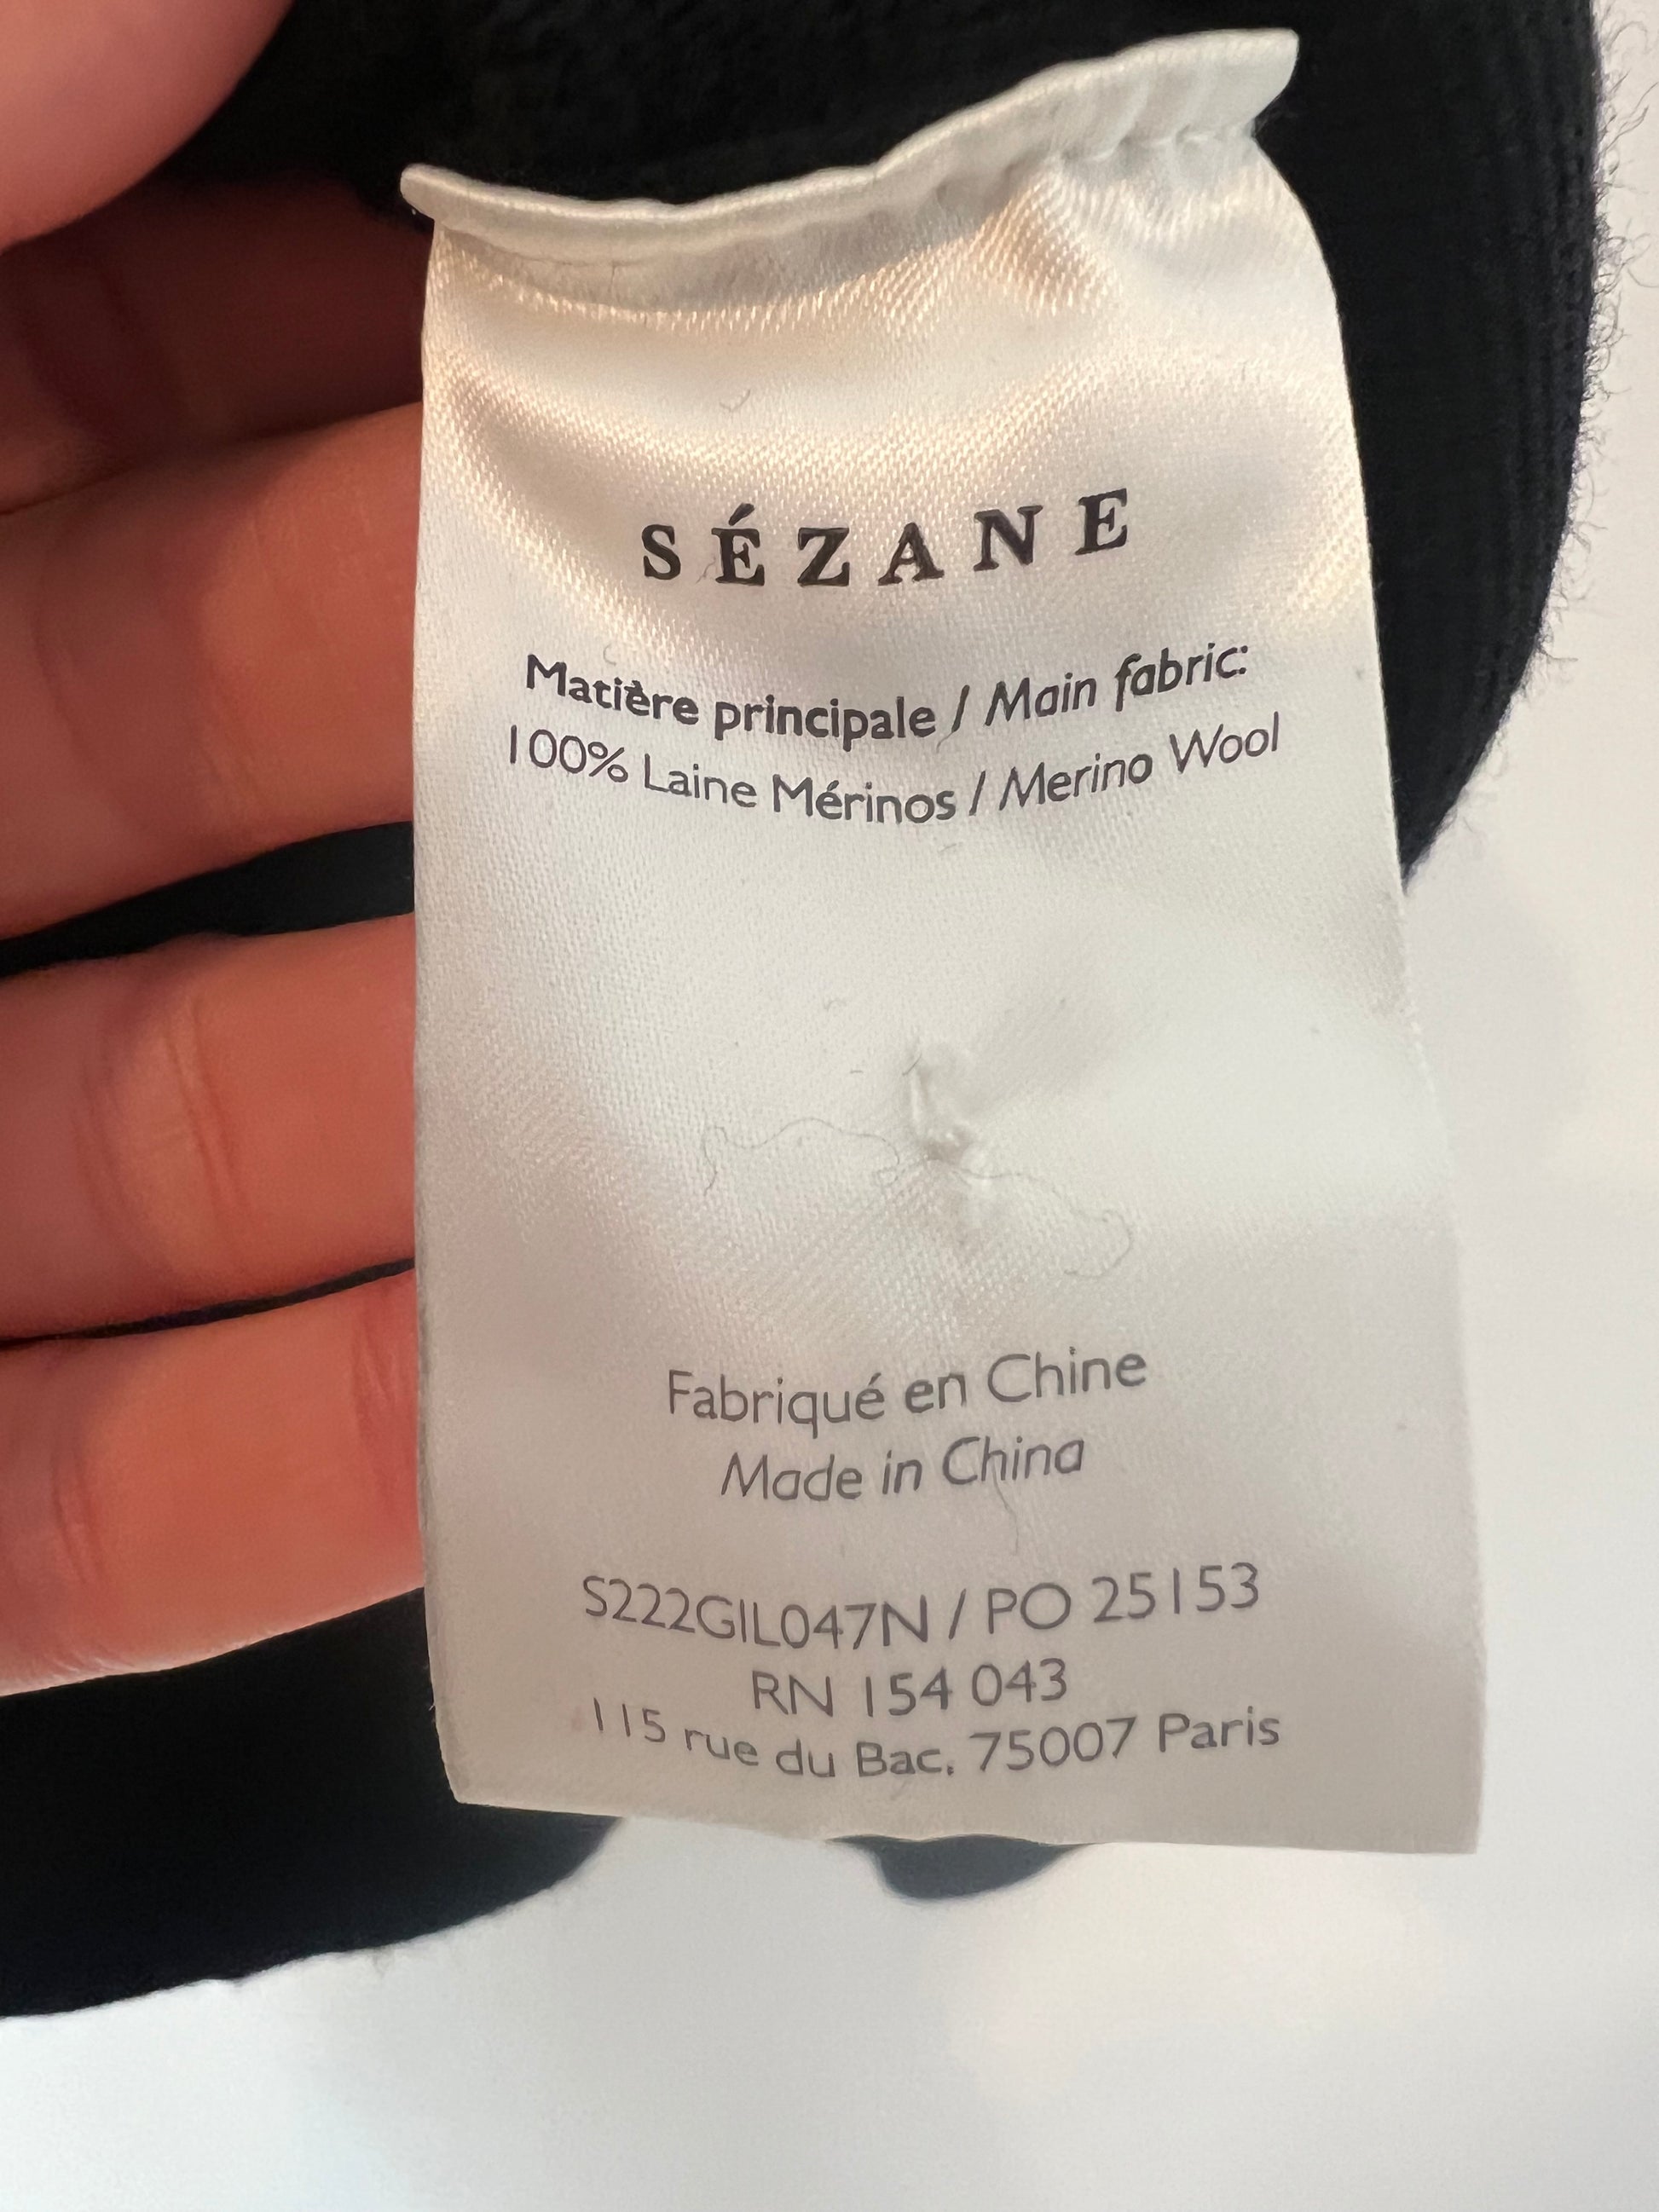 SÉZANE
Matière principale / Main fabric:
100% Laine Mérinos / Merino Wool
Fabriqué en Chine
Made in China
S222GIL047N / PO 25153
RN 154 043
115 rue du Bac, 75007 Paris